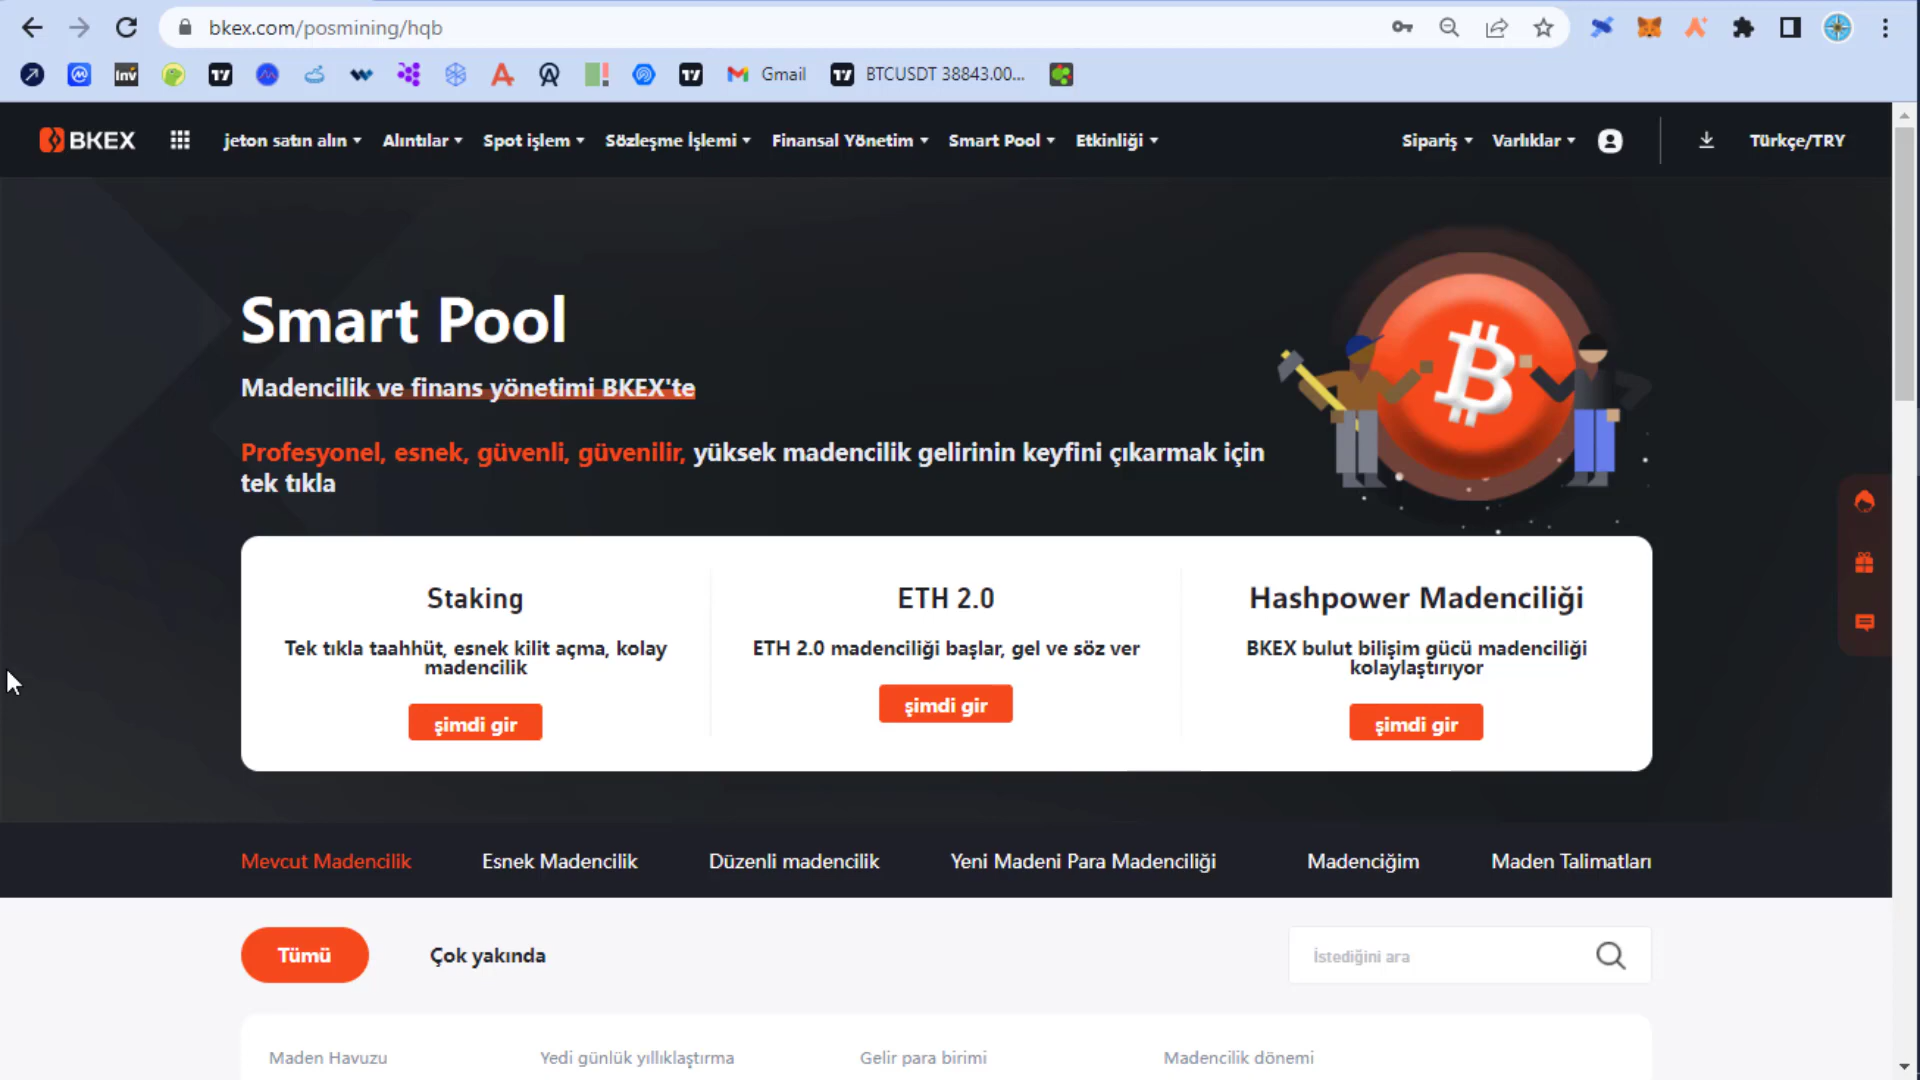 bkex.com/posmining/hqb
Inv
Gmail
BTCUSDT 38843.00...
BKEX
jeton satın alın
Alıntılar
Spot işlem
Sözleşme İşlemi
Finansal Yönetim
Smart Pool
Etkinliği
Sipariş
Varlıklar
Türkçe/TRY
Smart Pool
Madencilik ve finans yönetimi BKEX'te
Profesyonel, esnek, güvenli, güvenilir, yüksek madencilik gelirinin keyfini çıkarmak için
tek tıkla
Staking
Tek tıkla taahhüt, esnek kilit açma, kolay
madencilik
şimdi gir
ETH 2.0
ETH 2.0 madenciliği başlar, gel ve söz ver
şimdi gir
Hashpower Madenciliği
BKEX bulut bilişim gücü madenciliği
kolaylaştırıyor
şimdi gir
Mevcut Madencilik
Esnek Madencilik
Düzenli madencilik
Yeni Madeni Para Madenciliği
Madenciğim
Maden Talimatları
Tümü
Çok yakında
İstediğini ara
Maden Havuzu
Yedi günlük yıllıklaştırma
Gelir para birimi
Madencilik dönemi